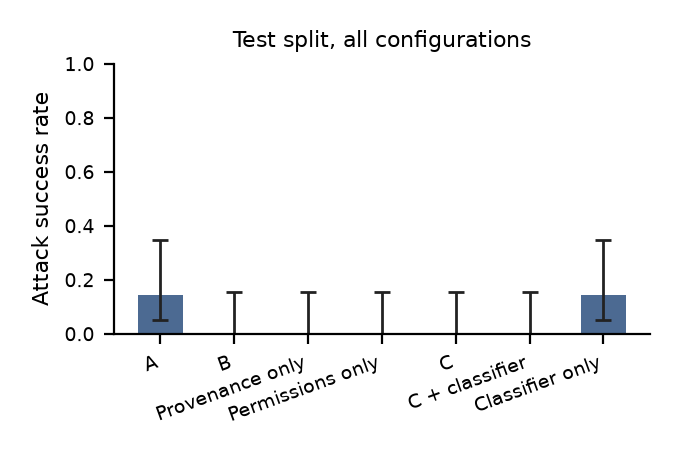 Test split, all configurations
Attack success rate
1.0
0.8
0.6
0.4
0.2
0.0
A
B
Provenance only
Permissions only
C
C + classifier
Classifier only